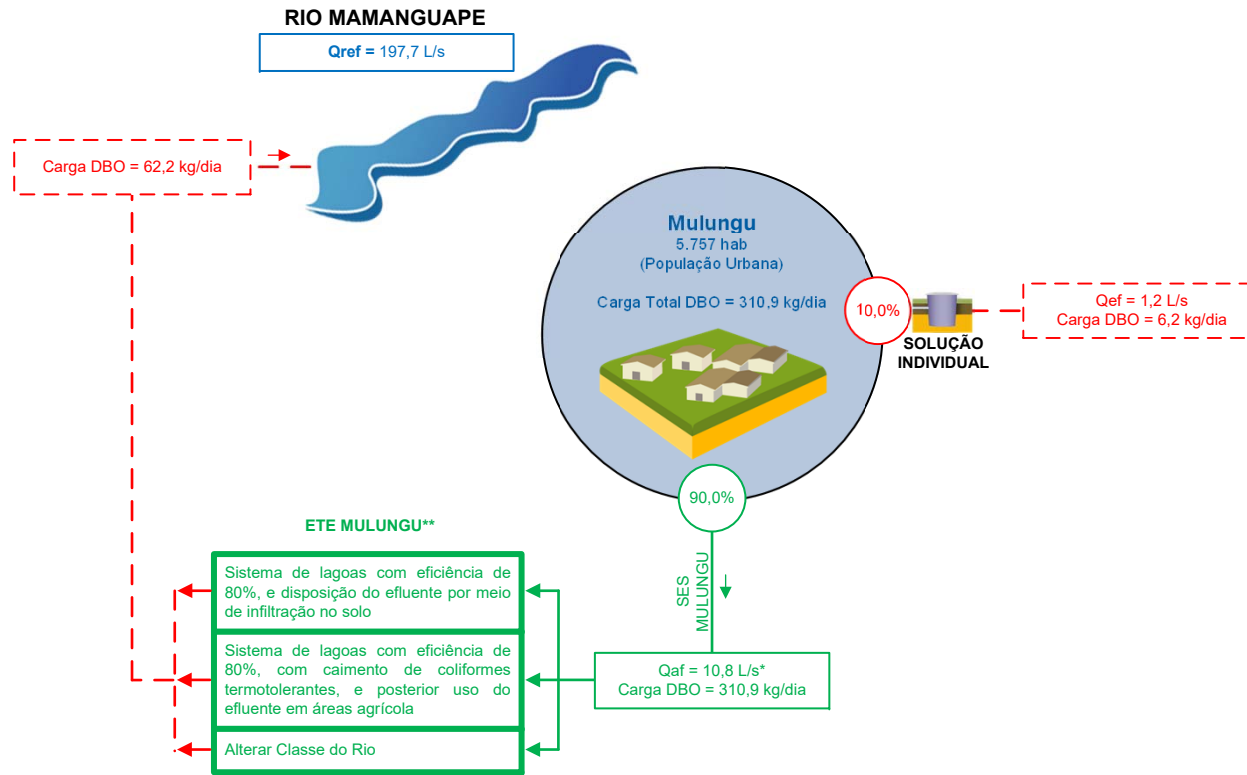 RIO MAMANGUAPE
Qref = 197,7 L/s
Carga DBO = 62,2 kg/dia
Mulungu
5.757 hab
(População Urbana)
Carga Total DBO = 310,9 kg/dia
10,0%
SOLUÇÃO
INDIVIDUAL
Qef = 1,2 L/s
Carga DBO = 6,2 kg/dia
90,0%
SES
MULUNGU
ETE MULUNGU**
Sistema de lagoas com eficiência de
80%, e disposição do efluente por meio
de infiltração no solo
Sistema de lagoas com eficiência de
80%, com caimento de coliformes
termotolerantes, e posterior uso do
efluente em áreas agrícola
Alterar Classe do Rio
Qaf = 10,8 L/s*
Carga DBO = 310,9 kg/dia